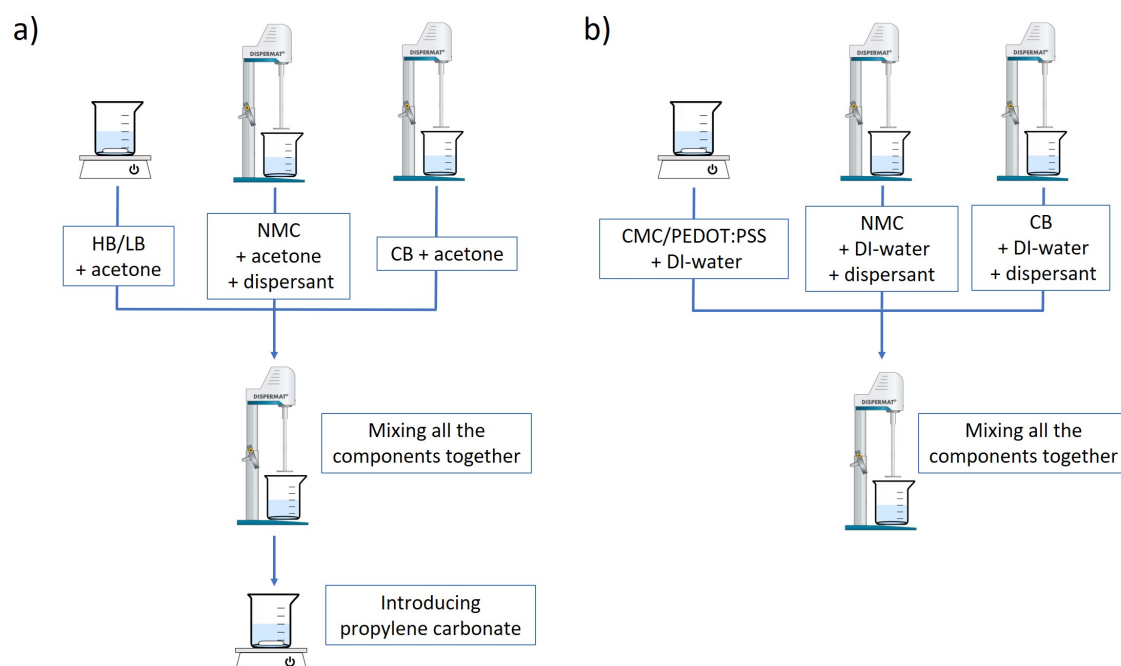 a)
b)
DISPERMAT®
DISPERMAT®
DISPERMAT®
DISPERMAT®
HB/LB
+ acetone
NMC
+ acetone
+ dispersant
CB + acetone
CMC/PEDOT:PSS
+ DI-water
NMC
+ DI-water
+ dispersant
CB
+ DI-water
+ dispersant
DISPERMAT®
Mixing all the
components together
DISPERMAT®
Mixing all the
components together
Introducing
propylene carbonate